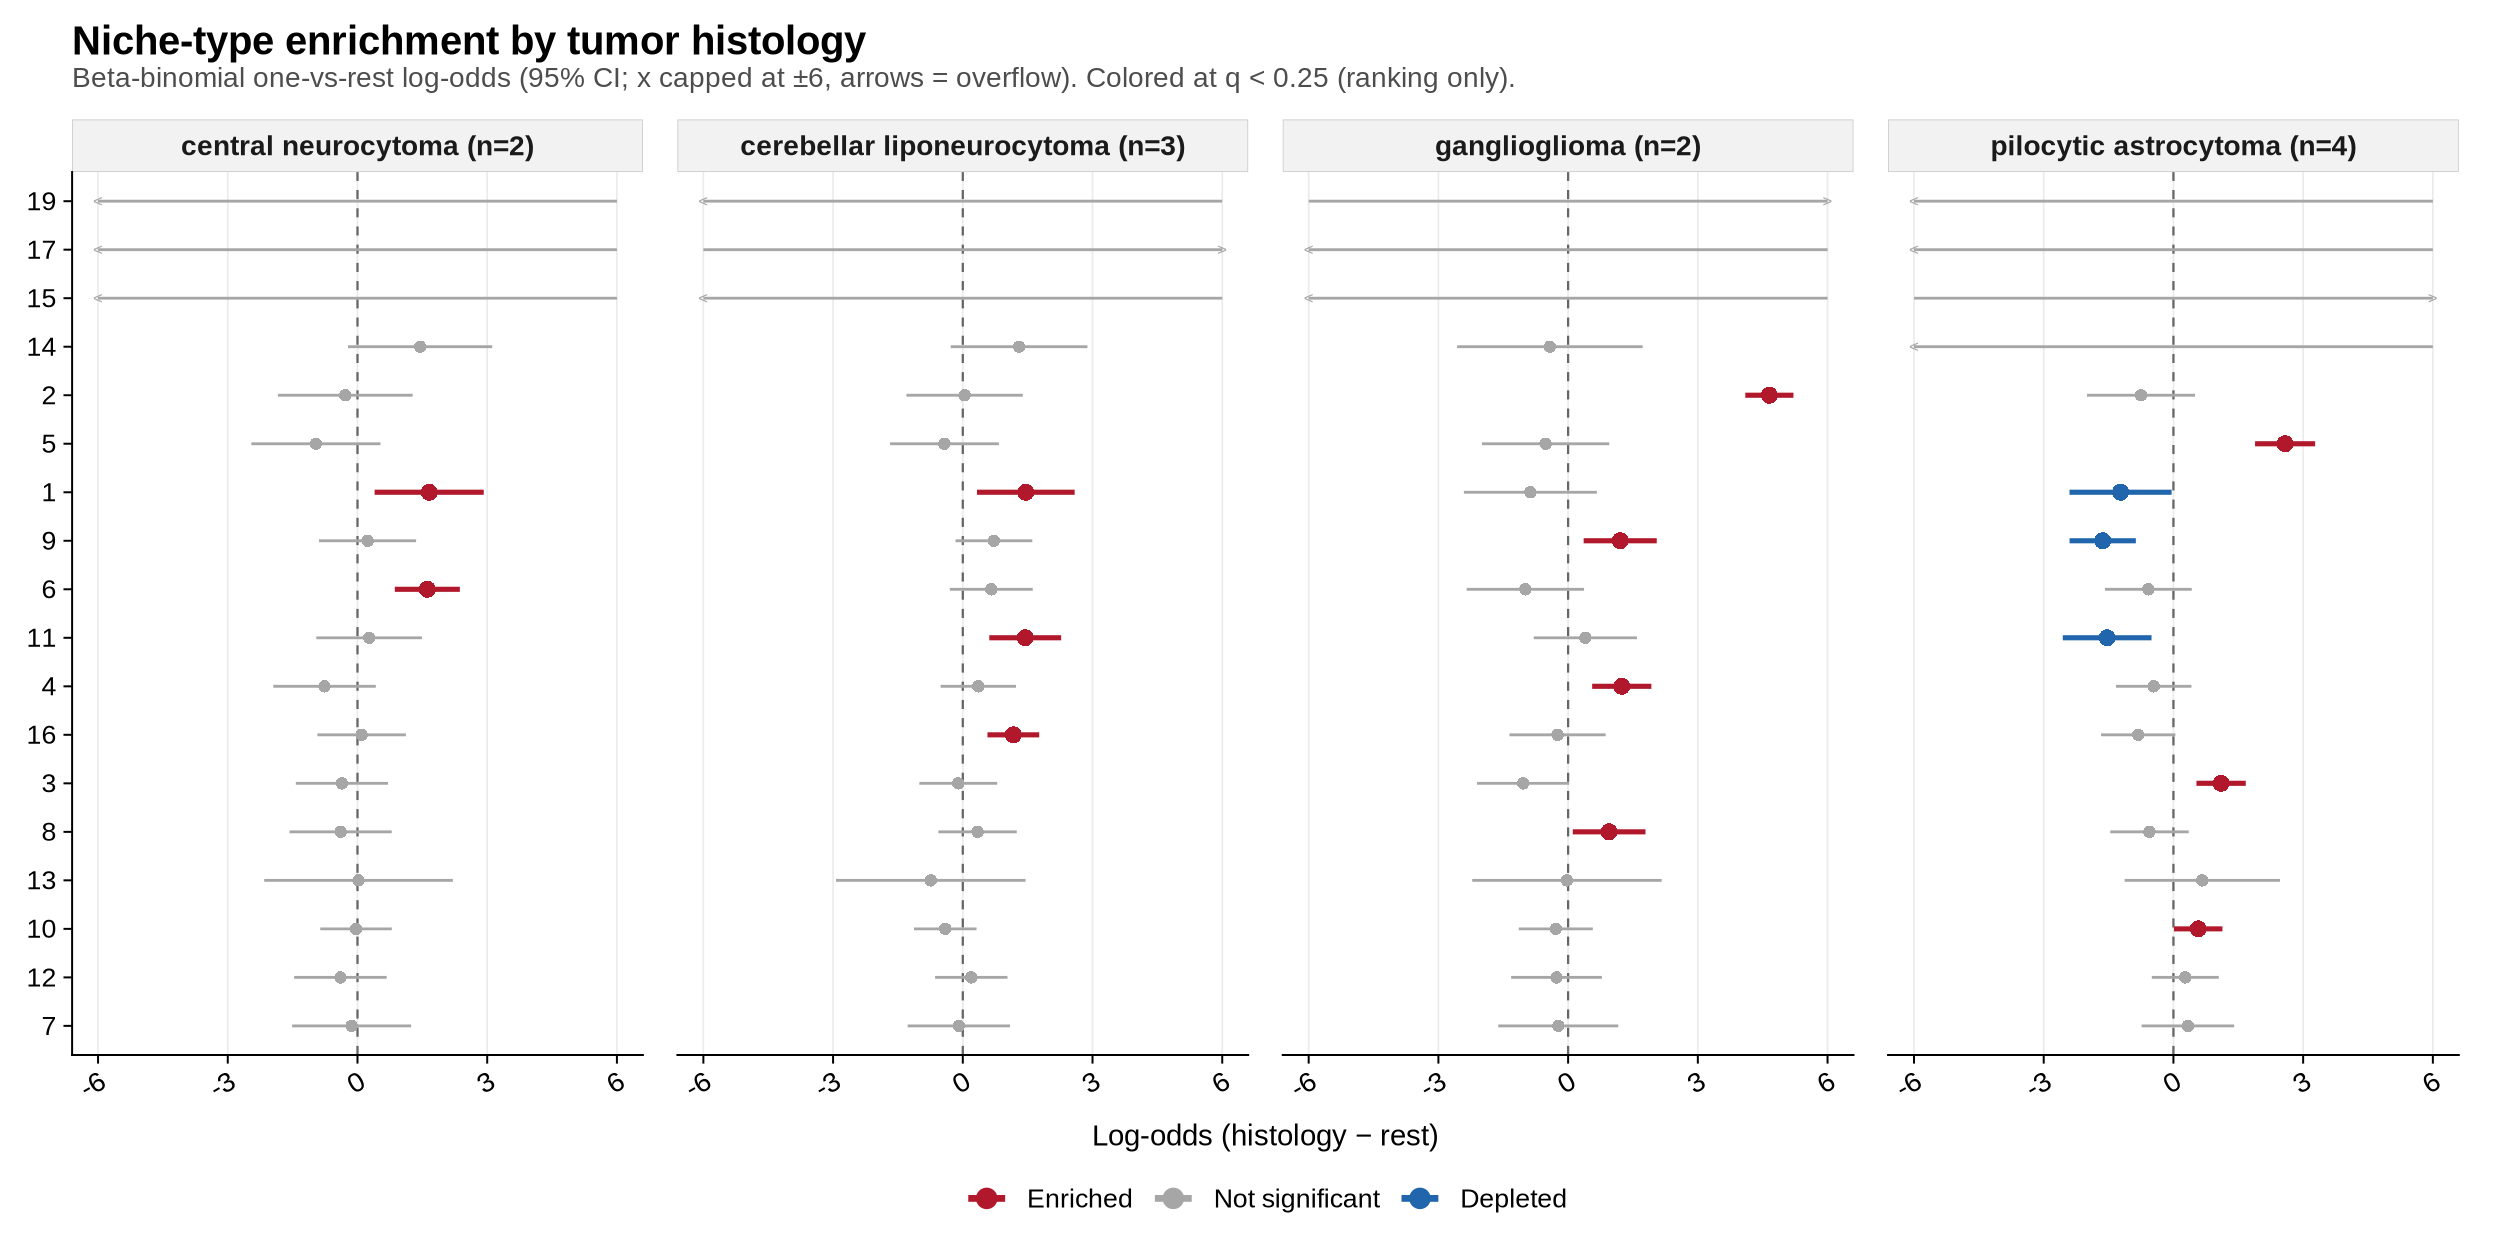 Niche-type enrichment by tumor histology
Beta-binomial one-vs-rest log-odds (95% CI; x capped at ±6, arrows = overflow). Colored at q < 0.25 (ranking only).
central neurocytoma (n=2)
cerebellar liponeurocytoma (n=3)
ganglioglioma (n=2)
pilocytic astrocytoma (n=4)
19
17
15
14
2
5
1
9
6
11
4
16
3
8
13
10
12
7
-6 -3 0 3 6
-6 -3 0 3 6
-6 -3 0 3 6
-6 -3 0 3 6
Log-odds (histology − rest)
Enriched
Not significant
Depleted